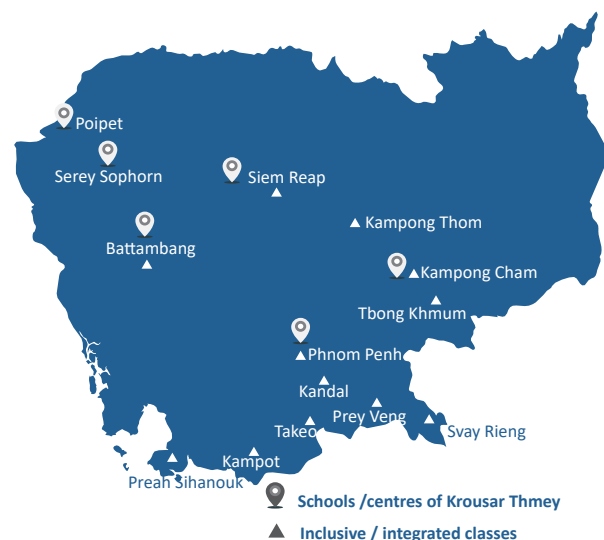 Poipet
Serey Sophorn
Siem Reap
Kampong Thom
Battambang
Kampong Cham
Tbong Khmum
Phnom Penh
Kandal
Prey Veng
Takeo
Svay Rieng
Kampot
Preah Sihanouk
Schools /centres of Krousar Thmey
Inclusive / integrated classes